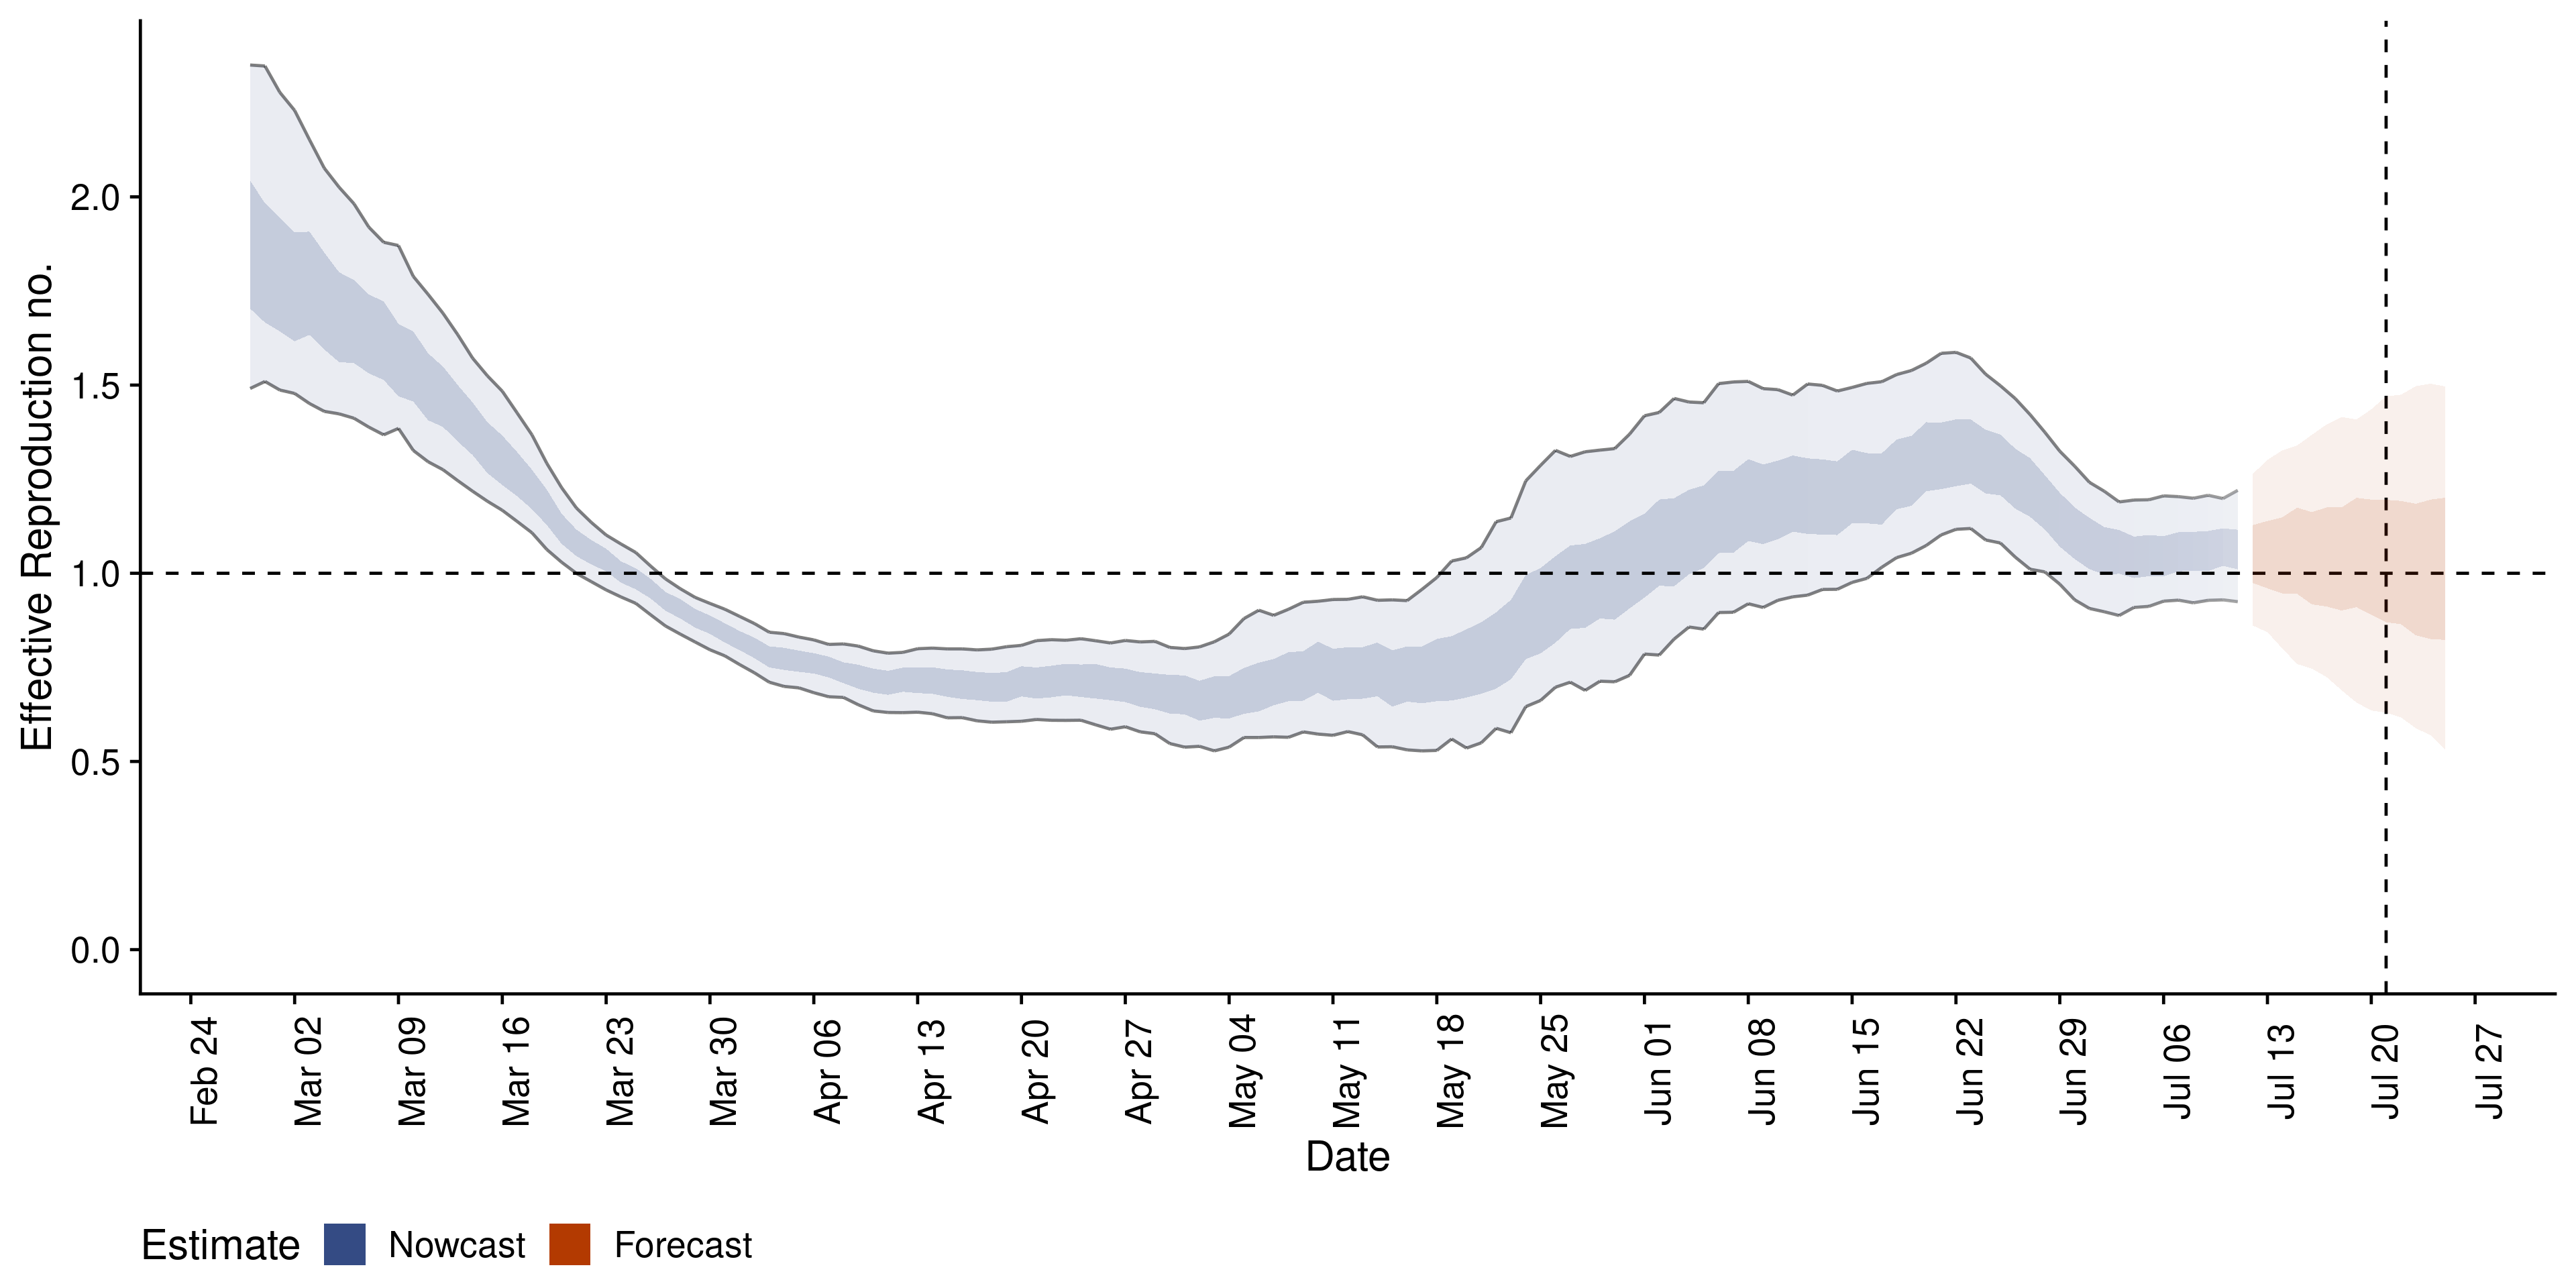 Effective Reproduction no.
2.0
1.5
1.0
0.5
0.0
Feb 24
Mar 02
Mar 09
Mar 16
Mar 23
Mar 30
Apr 06
Apr 13
Apr 20
Apr 27
May 04
May 11
May 18
May 25
Jun 01
Jun 08
Jun 15
Jun 22
Jun 29
Jul 06
Jul 13
Jul 20
Jul 27
Date
Estimate Nowcast Forecast